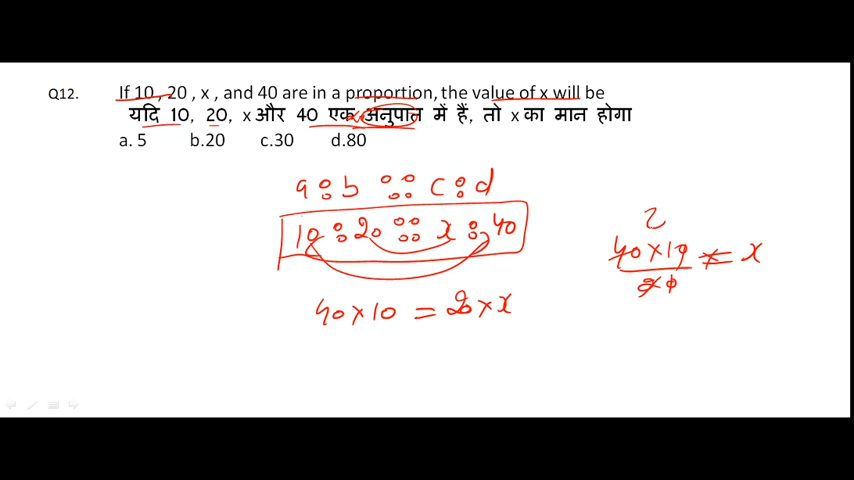 Q12. If 10, 20, x , and 40 are in a proportion, the value of x will be
यदि 10, 20, x और 40 एक अनुपात में हैं, तो x का मान होगा
a. 5 b.20 c.30 d.80
a : b :: c : d
10 : 20 :: x : 40
40 × 10 = 20 × x
2
40 × 10 = x
20